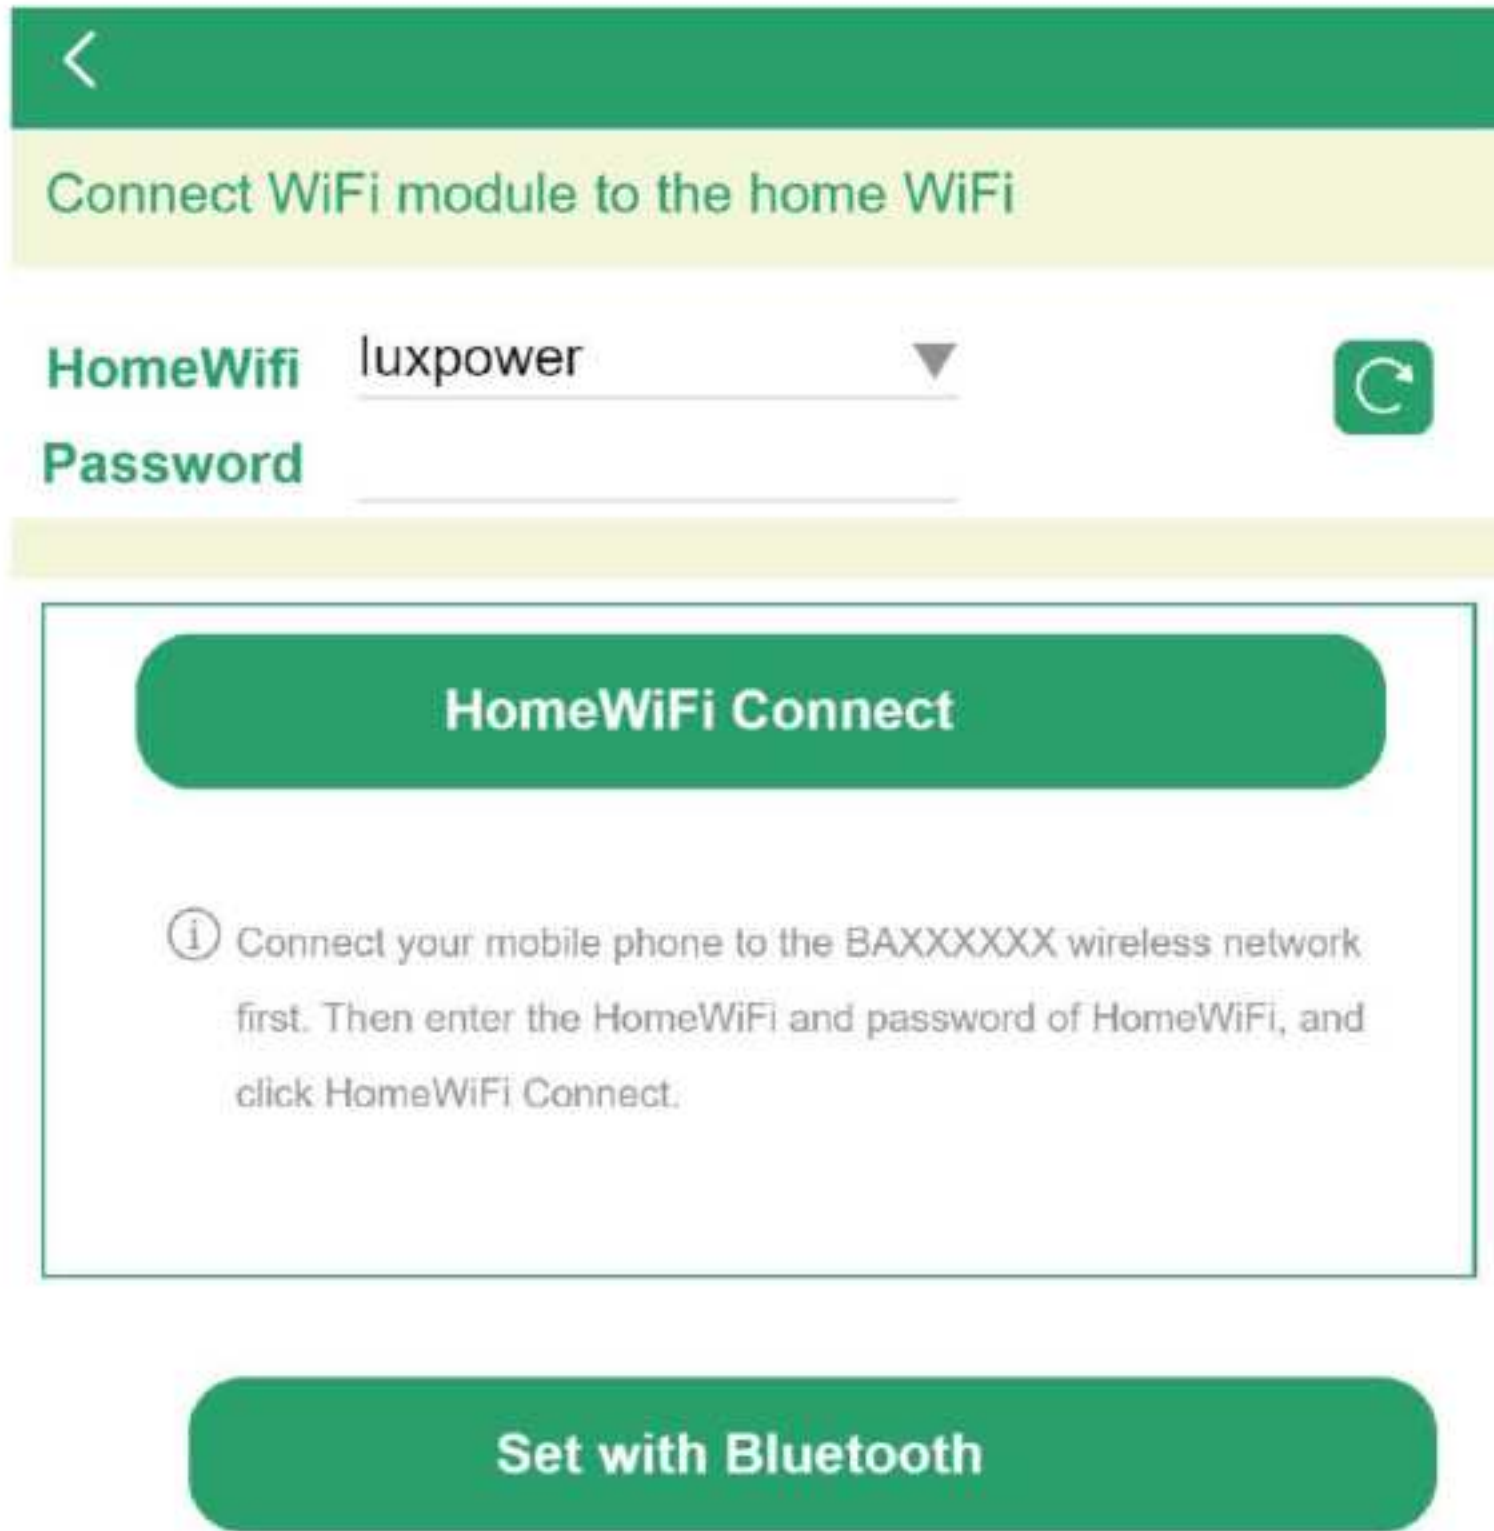 Connect WiFi module to the home WiFi
HomeWifi luxpower
Password
HomeWiFi Connect
Connect your mobile phone to the BAXXXXXX wireless network
first. Then enter the HomeWiFi and password of HomeWiFi, and
click HomeWiFi Connect.
Set with Bluetooth